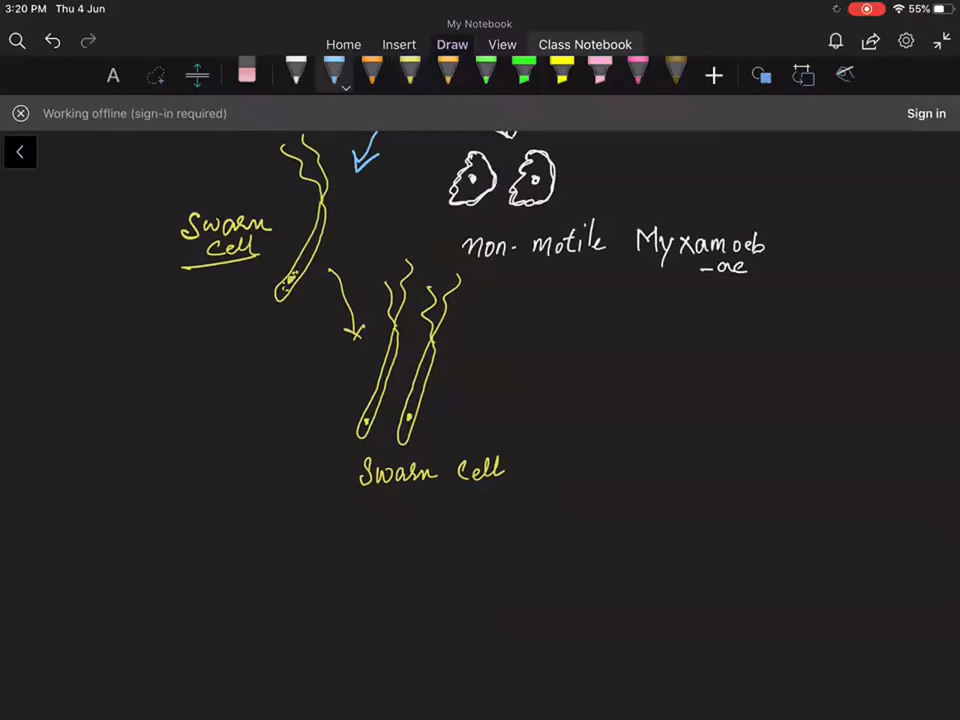 3:20 PM Thu 4 Jun
55%
My Notebook
Home Insert Draw View Class Notebook
A
Working offline (sign-in required)
Sign in
Swarn
cell
non-motile Myxamoeb
-ae
Swarn cell